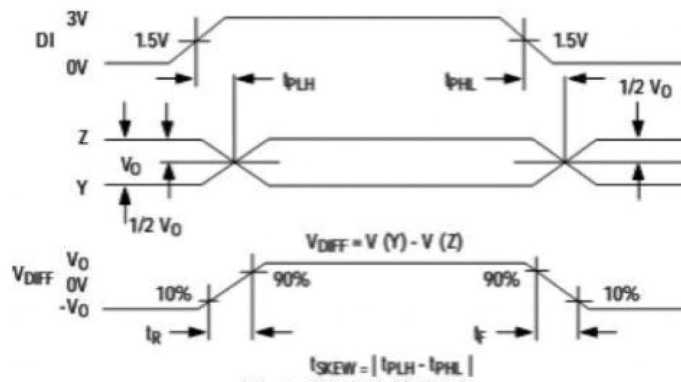 3V
DI
1.5V
1.5V
0V
tPLH
tPHL
1/2 VO
Z
VO
Y
1/2 VO
VDIFF = V (Y) - V (Z)
VO
VDIFF
0V
90%
90%
10%
10%
-VO
tR
tF
tSKEW = | tPLH - tPHL |